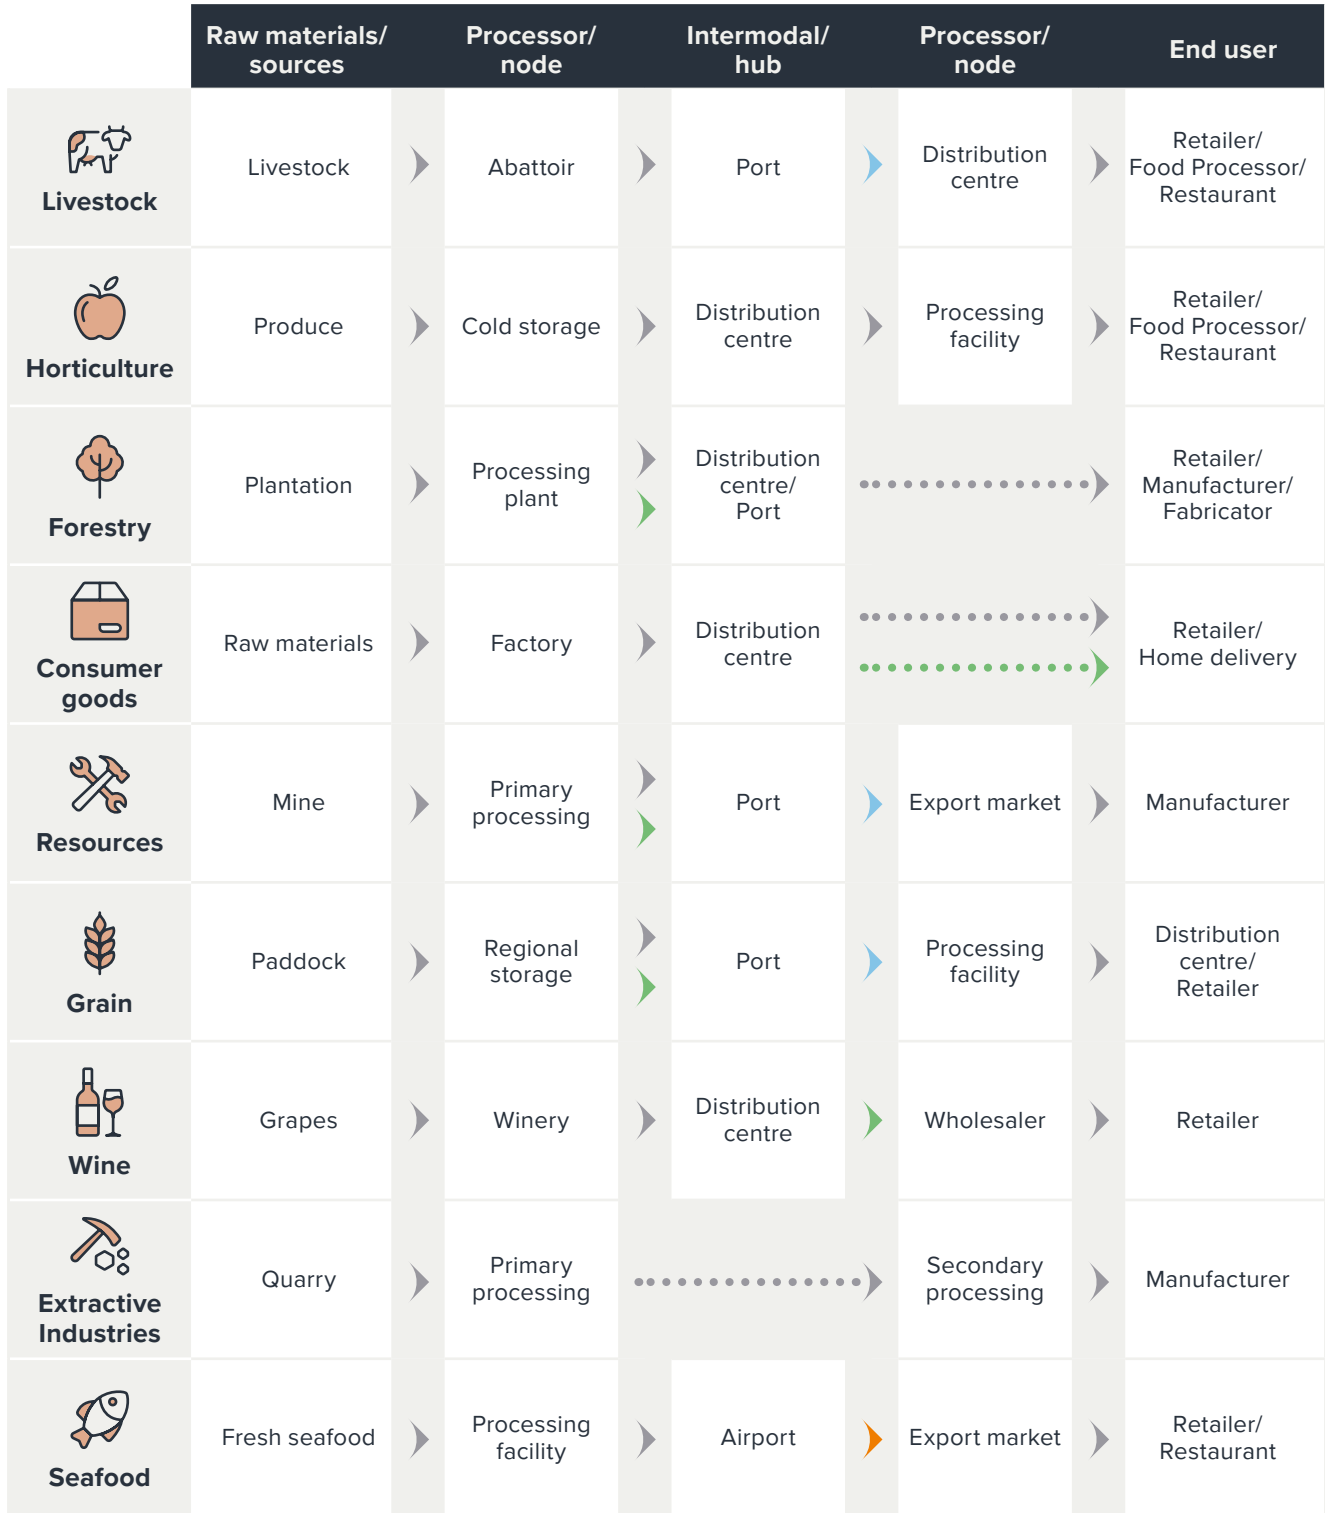 Raw materials/
sources
Processor/
node
Intermodal/
hub
Processor/
node
End user
Livestock
Livestock
Abattoir
Port
Distribution
centre
Retailer/
Food Processor/
Restaurant
Horticulture
Produce
Cold storage
Distribution
centre
Processing
facility
Retailer/
Food Processor/
Restaurant
Forestry
Plantation
Processing
plant
Distribution
centre/
Port
Retailer/
Manufacturer/
Fabricator
Consumer
goods
Raw materials
Factory
Distribution
centre
Retailer/
Home delivery
Resources
Mine
Primary
processing
Port
Export market
Manufacturer
Grain
Paddock
Regional
storage
Port
Processing
facility
Distribution
centre/
Retailer
Wine
Grapes
Winery
Distribution
centre
Wholesaler
Retailer
Extractive
Industries
Quarry
Primary
processing
Secondary
processing
Manufacturer
Seafood
Fresh seafood
Processing
facility
Airport
Export market
Retailer/
Restaurant